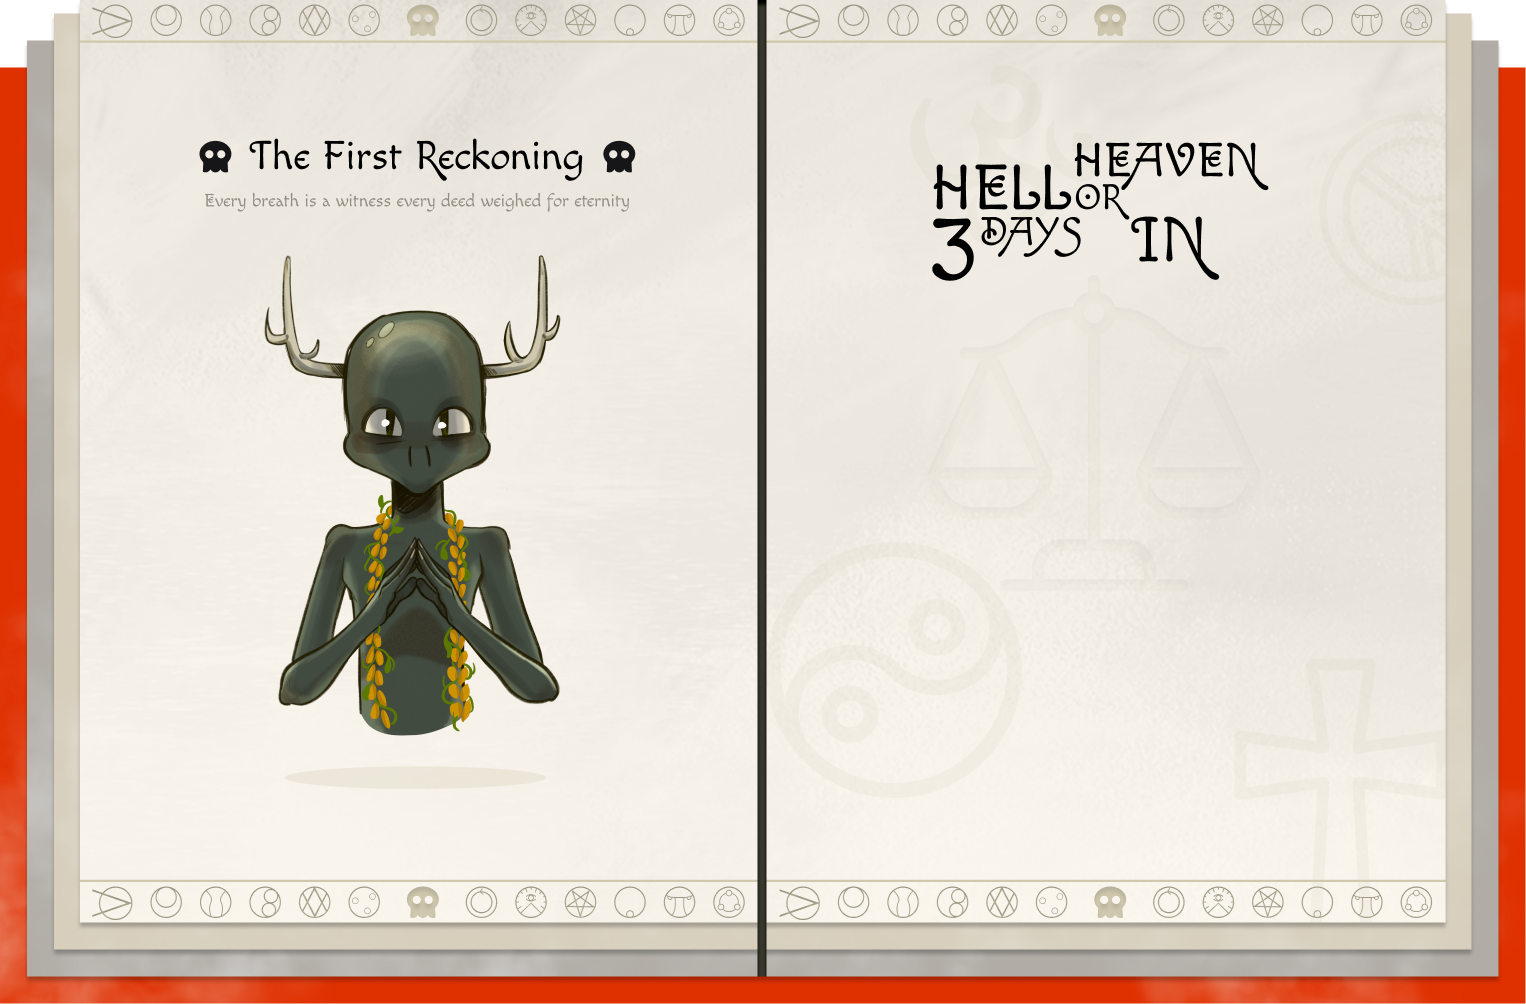 The First Reckoning
Every breath is a witness every deed weighed for eternity
HELL OR HEAVEN
3 DAYS IN